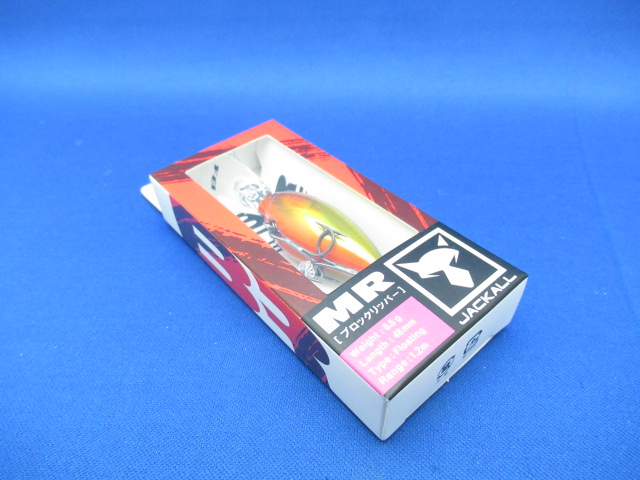 MR
[ブロックリッパー]
Weight : 8.5 g
Length : 48mm
Type : Floating
Range : 1.2m
JACKALL